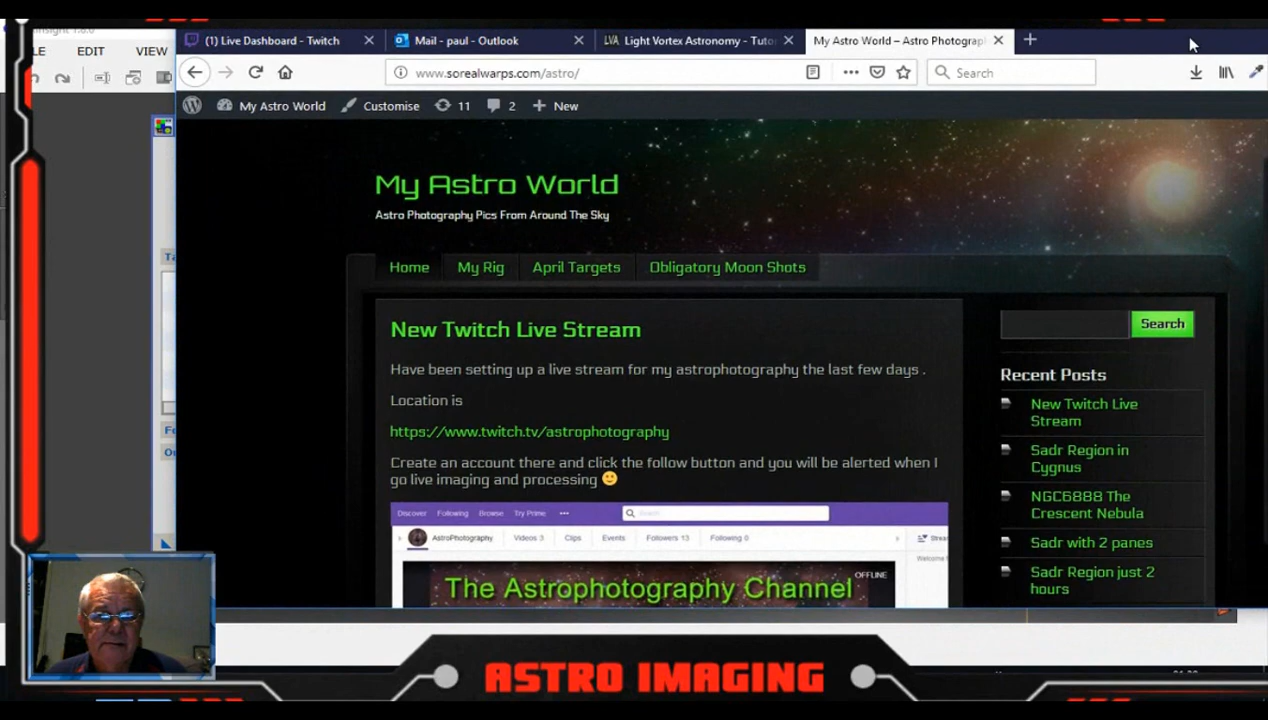 EDIT
VIEW
(1) Live Dashboard - Twitch
Mail - paul - Outlook
LVA Light Vortex Astronomy - Tuto
My Astro World – Astro Photograp
www.sorealwarps.com/astro/
Search
My Astro World
Customise
11
2
New
My Astro World
Astro Photography Pics From Around The Sky
Home
My Rig
April Targets
Obligatory Moon Shots
New Twitch Live Stream
Have been setting up a live stream for my astrophotography the last few days .
Location is
https://www.twitch.tv/astrophotography
Create an account there and click the follow button and you will be alerted when I
go live imaging and processing 🙂
Discover Following Browse Try Prime •••
AstroPhotography Videos 3 Clips Events Followers 13 Following 0
OFFLINE
The Astrophotography Channel
Search
Recent Posts
New Twitch Live
Stream
Sadr Region in
Cygnus
NGC6888 The
Crescent Nebula
Sadr with 2 panes
Sadr Region just 2
hours
ASTRO IMAGING